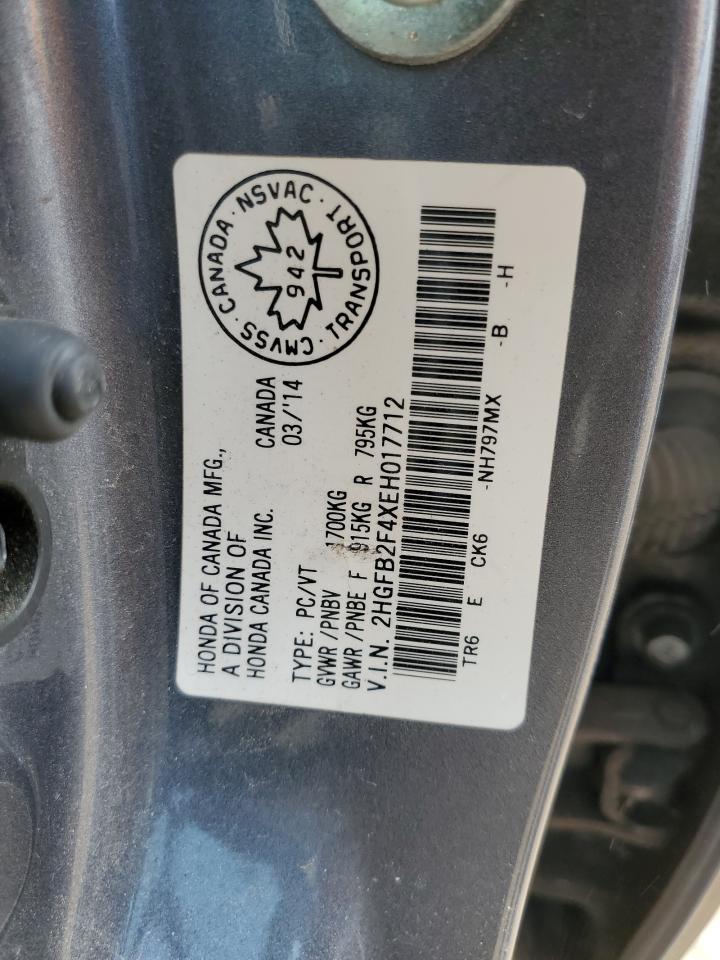 HONDA OF CANADA MFG.,
A DIVISION OF
HONDA CANADA INC.
CANADA
03/'14
CMVSS · CANADA · NSVAC · TRANSPORT ·
942
TYPE: PC/VT
GVWR/PNBV 1700KG
GAWR/PNBE F 915KG R 795KG
V.I.N. 2HGFB2F4XEH017712
TR6 E CK6 -NH797MX -B -H